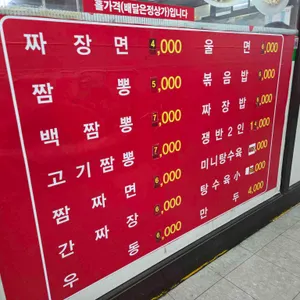 홀가격(배달은정상가)입니다
짜장면 4,000
짬뽕 5,000
백짬뽕 7,000
고기짬뽕 7,000
짬짜면 6,000
간짜장 6,000
우동 6,000
울면 6,000
볶음밥
짜장밥
쟁반2인
미니탕수육
탕수육小
만두 4,000